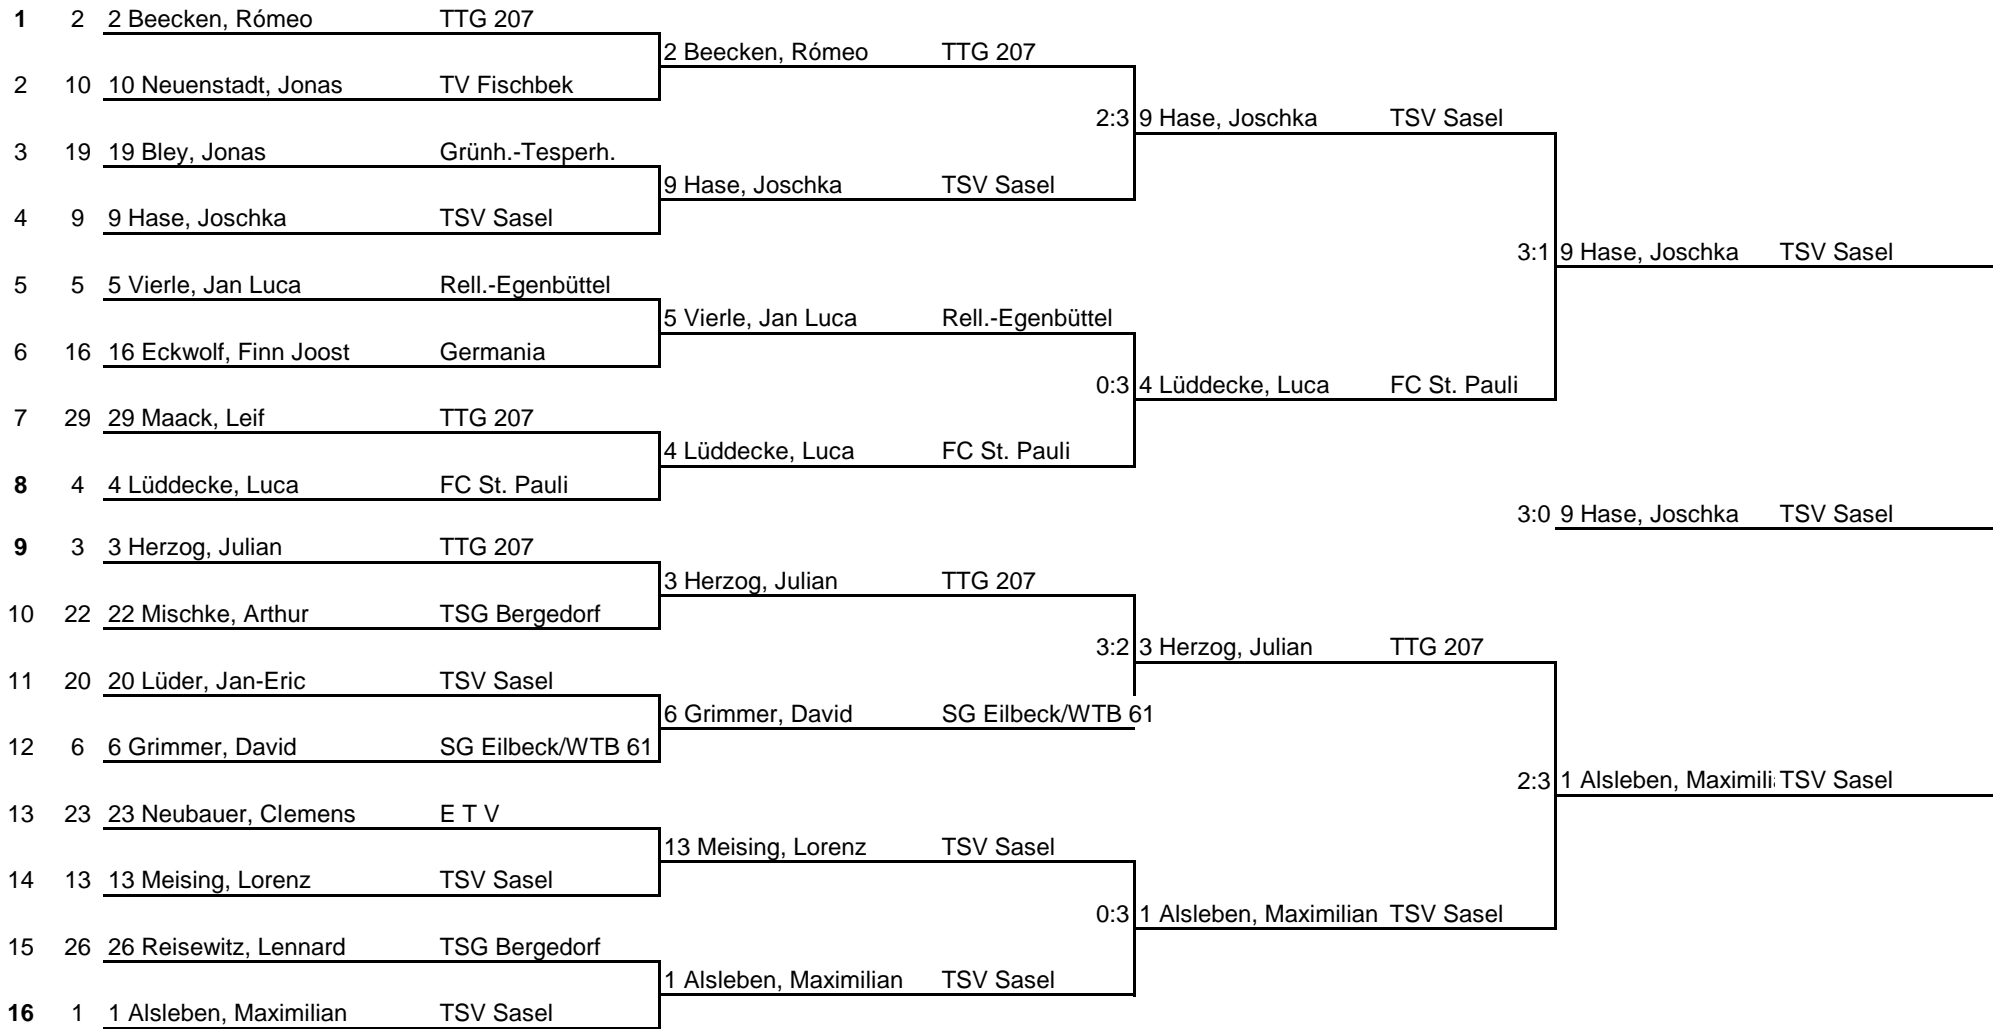 1 2 2 Beecken, Rómeo TTG 207
2 Beecken, Rómeo TTG 207
2 10 10 Neuenstadt, Jonas TV Fischbek
2:3 9 Hase, Joschka TSV Sasel
3 19 19 Bley, Jonas Grünh.-Tesperh.
9 Hase, Joschka TSV Sasel
4 9 9 Hase, Joschka TSV Sasel
3:1 9 Hase, Joschka TSV Sasel
5 5 5 Vierle, Jan Luca Rell.-Egenbüttel
5 Vierle, Jan Luca Rell.-Egenbüttel
6 16 16 Eckwolf, Finn Joost Germania
0:3 4 Lüddecke, Luca FC St. Pauli
7 29 29 Maack, Leif TTG 207
4 Lüddecke, Luca FC St. Pauli
8 4 4 Lüddecke, Luca FC St. Pauli
3:0 9 Hase, Joschka TSV Sasel
9 3 3 Herzog, Julian TTG 207
3 Herzog, Julian TTG 207
10 22 22 Mischke, Arthur TSG Bergedorf
3:2 3 Herzog, Julian TTG 207
11 20 20 Lüder, Jan-Eric TSV Sasel
6 Grimmer, David SG Eilbeck/WTB 61
12 6 6 Grimmer, David SG Eilbeck/WTB 61
2:3 1 Alsleben, Maximili TSV Sasel
13 23 23 Neubauer, Clemens E T V
13 Meising, Lorenz TSV Sasel
14 13 13 Meising, Lorenz TSV Sasel
0:3 1 Alsleben, Maximilian TSV Sasel
15 26 26 Reisewitz, Lennard TSG Bergedorf
1 Alsleben, Maximilian TSV Sasel
16 1 1 Alsleben, Maximilian TSV Sasel